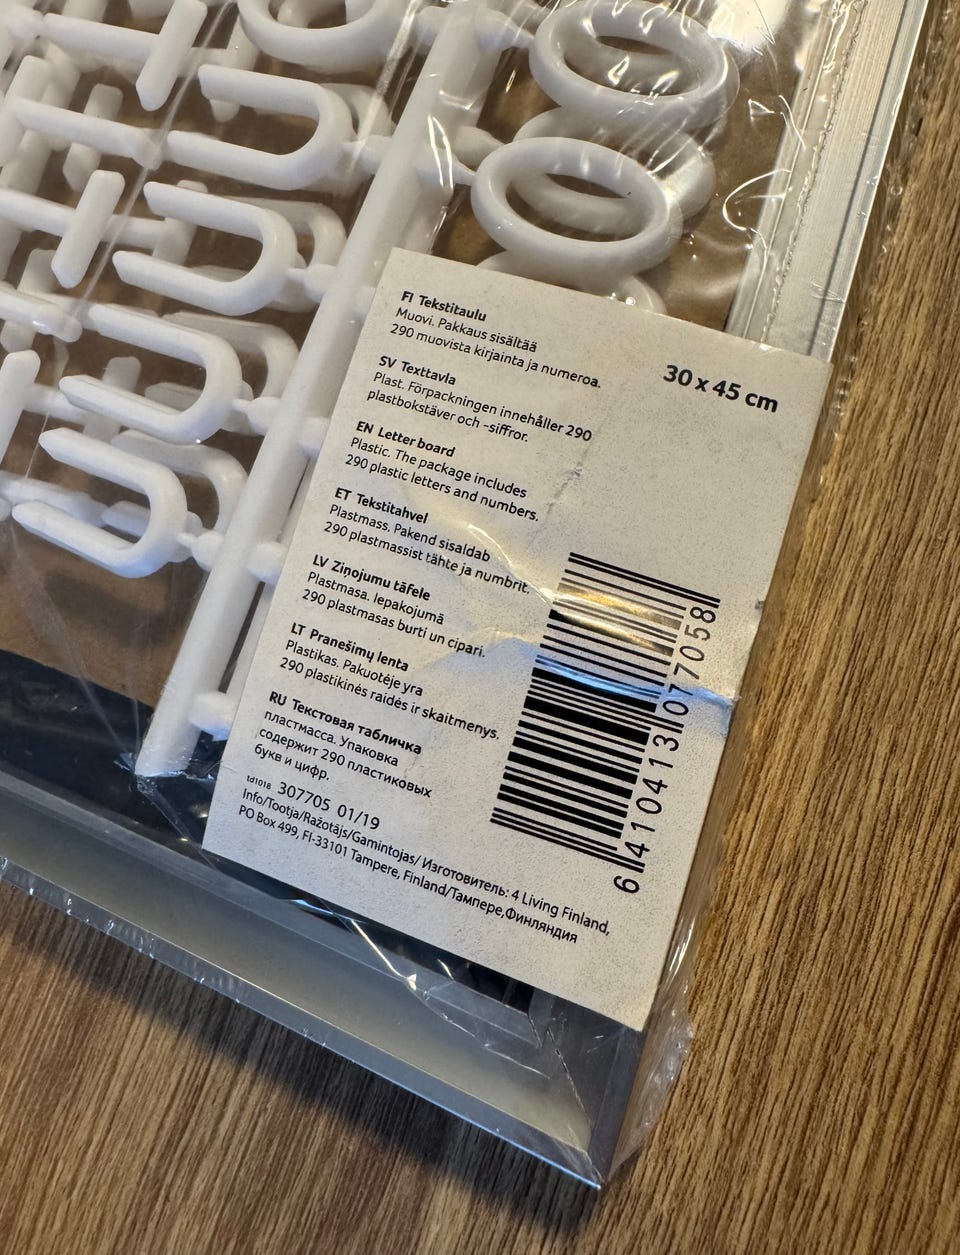 FI Tekstitaulu
Muovi. Pakkaus sisältää
290 muovista kirjainta ja numeroa.
30 x 45 cm
SV Texttavla
Plast. Förpackningen innehåller 290
plastbokstäver och -siffror.
EN Letter board
Plastic. The package includes
290 plastic letters and numbers.
ET Tekstitahvel
Plastmass. Pakend sisaldab
290 plastmassist tähte ja numbrit.
LV Ziņojumu tāfele
Plastmasa. Iepakojumā
290 plastmasas burti un cipari.
LT Pranešimų lenta
Plastikas. Pakuotėje yra
290 plastikinės raidės ir skaitmenys.
RU Текстовая табличка
пластмасса. Упаковка
содержит 290 пластиковых
букв и цифр.
td1018 307705 01/19
Info/Tootja/Ražotājs/Gamintojas/ Изготовитель: 4 Living Finland,
PO Box 499, FI-33101 Tampere, Finland/Тампере,Финляндия
6 410413 077058